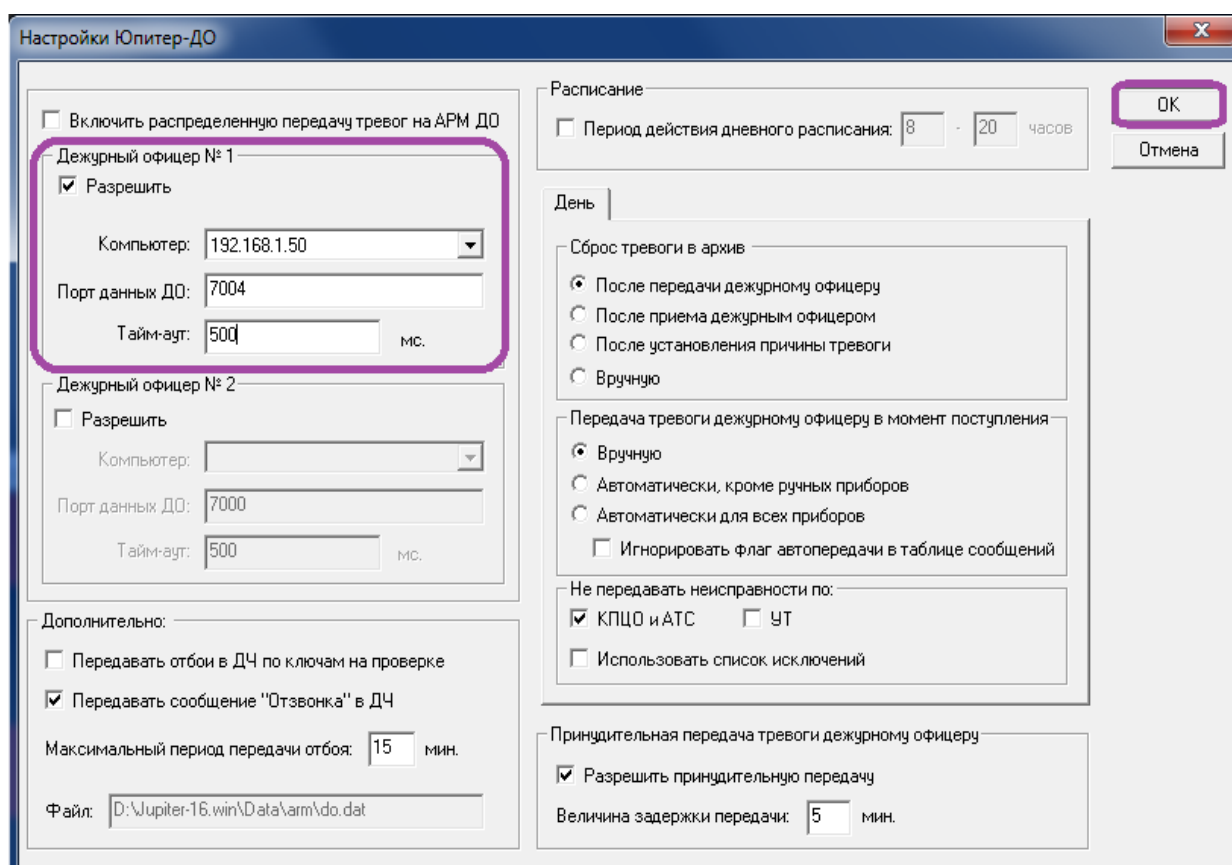 Настройки Юпитер-ДО
Включить распределенную передачу тревог на АРМ ДО
Дежурный офицер № 1
Разрешить
Компьютер: 192.168.1.50
Порт данных ДО: 7004
Тайм-аут: 500 мс.
Дежурный офицер № 2
Разрешить
Компьютер:
Порт данных ДО: 7000
Тайм-аут: 500 мс.
Дополнительно:
Передавать отбои в ДЧ по ключам на проверке
Передавать сообщение "Отзвонка" в ДЧ
Максимальный период передачи отбоя: 15 мин.
Файл: D:\Jupiter-16.win\Data\arm\do.dat
Расписание
Период действия дневного расписания: 8 - 20 часов
День
Сброс тревоги в архив
После передачи дежурному офицеру
После приема дежурным офицером
После установления причины тревоги
Вручную
Передача тревоги дежурному офицеру в момент поступления
Вручную
Автоматически, кроме ручных приборов
Автоматически для всех приборов
Игнорировать флаг автопередачи в таблице сообщений
Не передавать неисправности по:
КПЦО и АТС УТ
Использовать список исключений
Принудительная передача тревоги дежурному офицеру
Разрешить принудительную передачу
Величина задержки передачи: 5 мин.
OK
Отмена